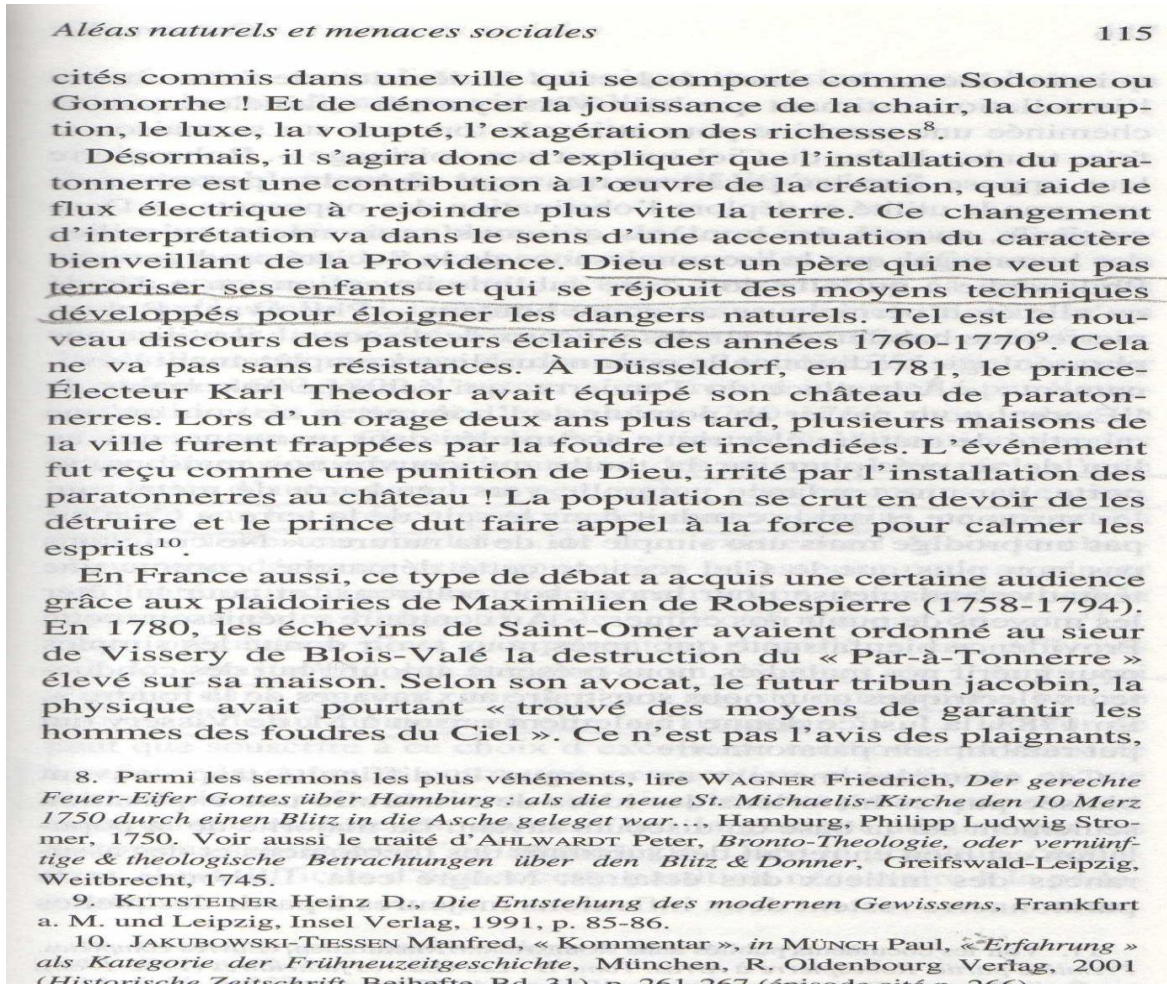 Aléas naturels et menaces sociales 115
cités commis dans une ville qui se comporte comme Sodome ou
Gomorrhe ! Et de dénoncer la jouissance de la chair, la corrup-
tion, le luxe, la volupté, l'exagération des richesses⁸.
Désormais, il s'agira donc d'expliquer que l'installation du para-
tonnerre est une contribution à l'œuvre de la création, qui aide le
flux électrique à rejoindre plus vite la terre. Ce changement
d'interprétation va dans le sens d'une accentuation du caractère
bienveillant de la Providence. Dieu est un père qui ne veut pas
terroriser ses enfants et qui se réjouit des moyens techniques
développés pour éloigner les dangers naturels. Tel est le nou-
veau discours des pasteurs éclairés des années 1760-1770⁹. Cela
ne va pas sans résistances. À Düsseldorf, en 1781, le prince-
Électeur Karl Theodor avait équipé son château de paraton-
nerres. Lors d'un orage deux ans plus tard, plusieurs maisons de
la ville furent frappées par la foudre et incendiées. L'événement
fut reçu comme une punition du Ciel, irrité par l'installation des
paratonnerres au château ! La population se mut en devoir de les
détruire et le prince dut faire appel à la force pour calmer les
esprits¹⁰.
En France aussi, ce type de débat a acquis une certaine audience
grâce aux plaidoiries de Maximilien de Robespierre (1758-1794).
En 1780, les échevins de Saint-Omer avaient ordonné au sieur
de Vissery de Blois-Valé la destruction du « Par-à-Tonnerre »
élevé sur sa maison. Selon son avocat, le futur tribun jacobin, la
physique avait pourtant « trouvé des moyens de garantir les
hommes des foudres du Ciel ». Ce n'est pas l'avis des plaignants,
8. Parmi les sermons les plus véhéments, lire WAGNER Friedrich, Der gerechte
Feuer-Eifer Gottes über Hamburg : als die neue St. Michaelis-Kirche den 10 Merz
1750 durch einen Blitz in die Asche geleget war..., Hamburg, Philipp Ludwig Stro-
mer, 1750. Voir aussi le traité d'AHLWARDT Peter, Bronto-Theologie, oder vernünf-
tige & theologische Betrachtungen über den Blitz & Donner, Greifswald-Leipzig,
Weitbrecht, 1745.
9. KITTSTEINER Heinz D., Die Entstehung des modernen Gewissens, Frankfurt
a. M. und Leipzig, Insel Verlag, 1991, p. 85-86.
10. JAKUBOWSKI-TIESSEN Manfred, « Kommentar », in MÜNCH Paul, « Erfahrung »
als Kategorie der Frühneuzeitgeschichte, München, R. Oldenbourg Verlag, 2001
(Historische Zeitschrift, Beihefte, Bd. 31), p. 261-267 (épisode cité p. 266).